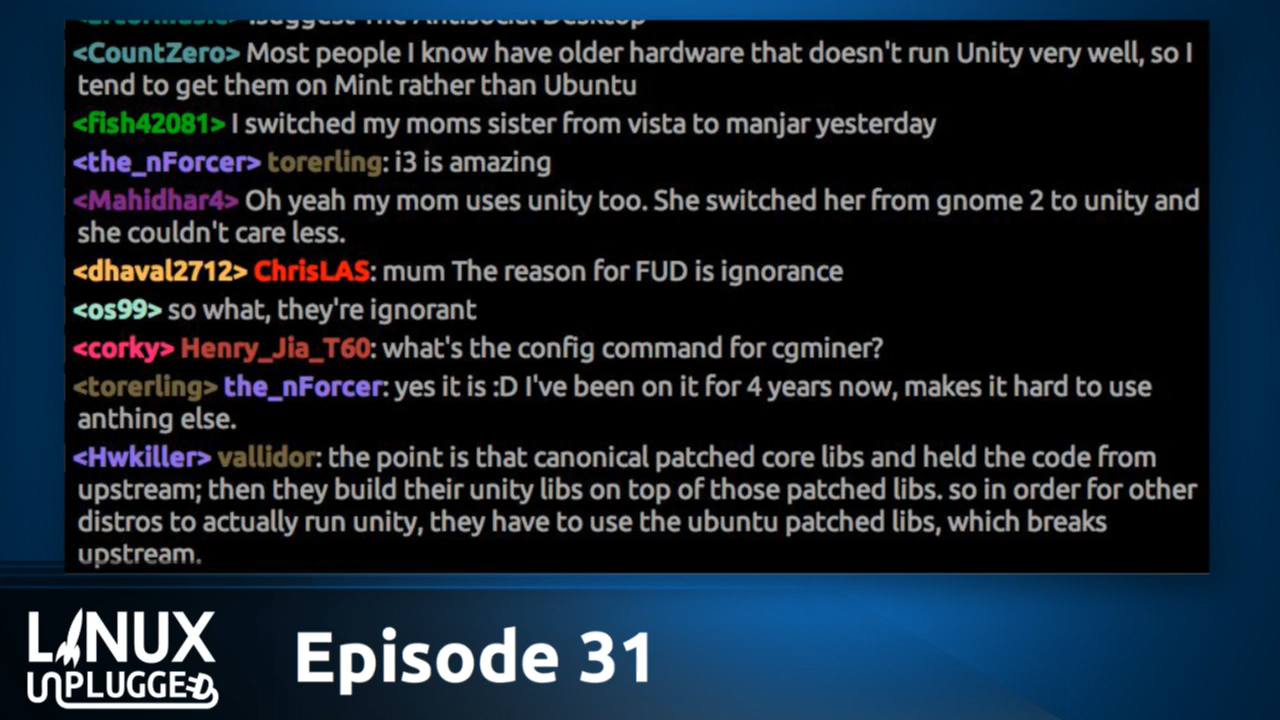 .suggest The Antisocial Desktop
<CountZero> Most people I know have older hardware that doesn't run Unity very well, so I
tend to get them on Mint rather than Ubuntu
<fish42081> I switched my moms sister from vista to manjar yesterday
<the_nForcer> torerling: i3 is amazing
<Mahidhar4> Oh yeah my mom uses unity too. She switched her from gnome 2 to unity and
she couldn't care less.
<dhaval2712> ChrisLAS: mum The reason for FUD is ignorance
<os99> so what, they're ignorant
<corky> Henry_Jia_T60: what's the config command for cgminer?
<torerling> the_nForcer: yes it is :D I've been on it for 4 years now, makes it hard to use
anthing else.
<Hwkiller> vallidor: the point is that canonical patched core libs and held the code from
upstream; then they build their unity libs on top of those patched libs. so in order for other
distros to actually run unity, they have to use the ubuntu patched libs, which breaks
upstream.
LINUX
UNPLUGGED
Episode 31